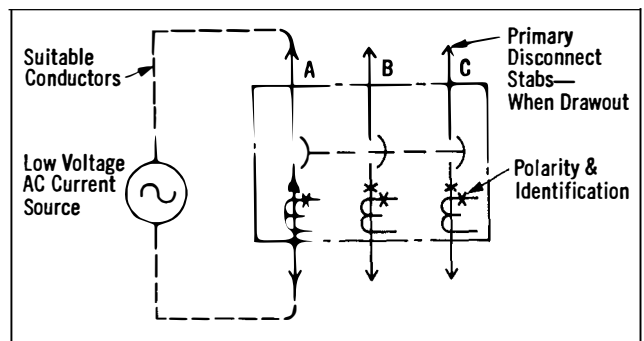 Suitable
Conductors
A
B
C
Primary
Disconnect
Stabs—
When Drawout
Low Voltage
AC Current
Source
Polarity &
Identification